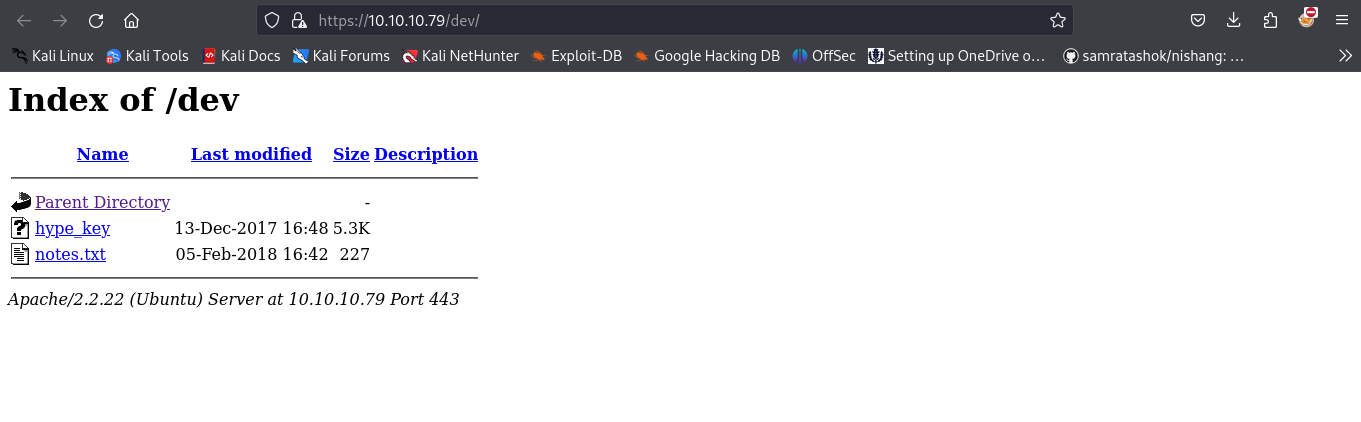 https://10.10.10.79/dev/
Kali Linux Kali Tools Kali Docs Kali Forums Kali NetHunter Exploit-DB Google Hacking DB OffSec Setting up OneDrive o… samratashok/nishang: …
Index of /dev
Name Last modified Size Description
Parent Directory -
hype_key 13-Dec-2017 16:48 5.3K
notes.txt 05-Feb-2018 16:42 227
Apache/2.2.22 (Ubuntu) Server at 10.10.10.79 Port 443